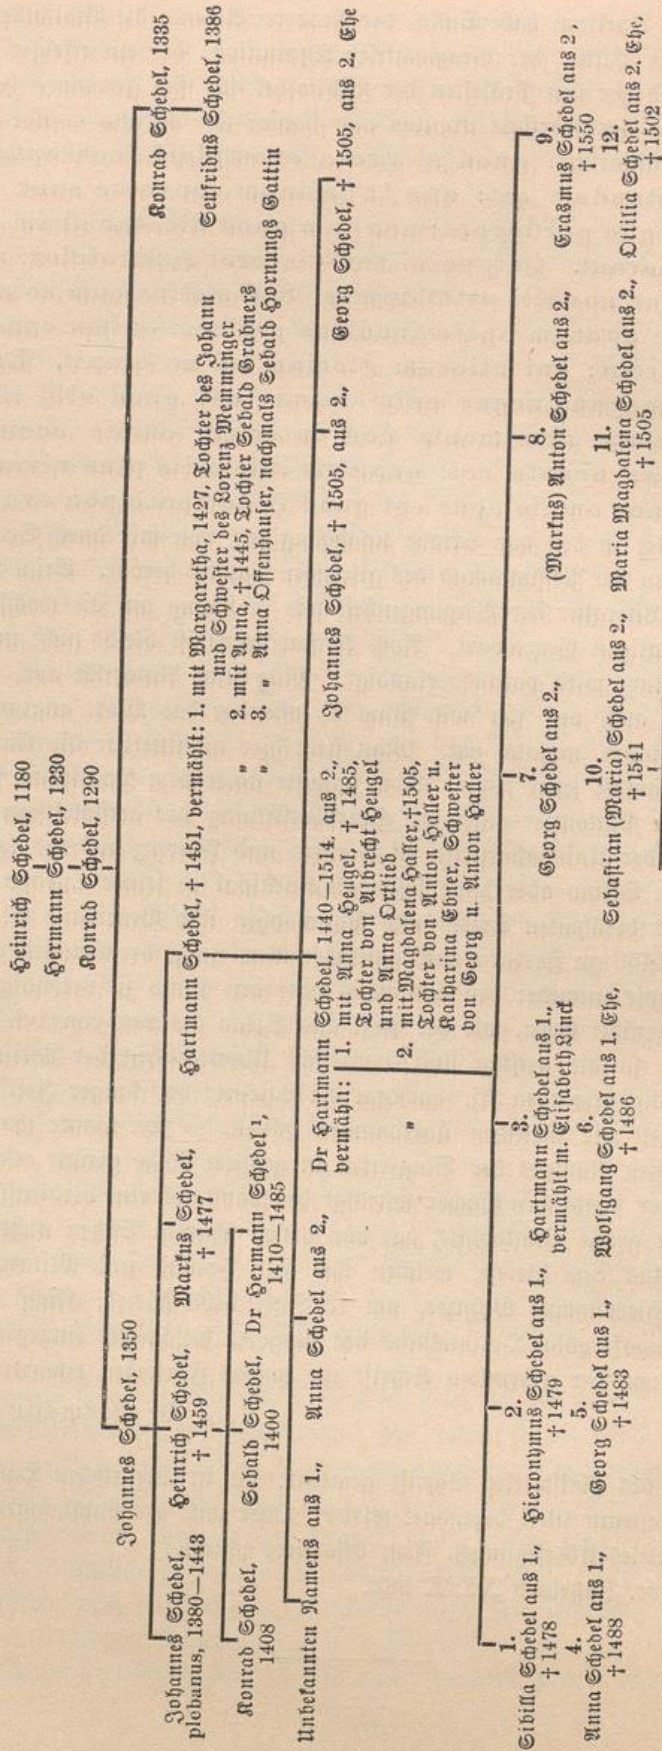 Heinrich Schedel, 1180
Hermann Schedel, 1230
Konrad Schedel, 1290
Johannes Schedel, 1350
Konrad Schedel, 1335
Johannes Schedel,
plobanus, 1380—1443
Heinrich Schedel,
† 1459
Markus Schedel,
† 1477
Hartmann Schedel, † 1451, vermählt: 1. mit Margaretha, 1427, Tochter des Johann
und Schwester des Lorenz Memminger
" 2. mit Anna, † 1445, Tochter Sebald Grabners
" 3. " Anna Offenhauser, nachmals Sebald Hornungs Gattin
Seufridus Schedel, 1386
Konrad Schedel,
1408
Sebald Schedel,
1400
Dr Hermann Schedel ¹,
1410—1485
Unbekannten Namens aus 1.,
Anna Schedel aus 2.,
Dr Hartmann Schedel, 1440—1514, aus 2.,
vermählt: 1. mit Anna Heugel, † 1485,
Tochter von Albrecht Heugel
und Anna Ortlieb
" 2. mit Magdalena Haller, † 1505,
Tochter von Anton Haller u.
Katharina Ebner, Schwester
von Georg u. Anton Haller
Johannes Schedel, † 1505, aus 2.,
Georg Schedel, † 1505, aus 2. Ehe
1.
Sibilla Schedel aus 1.,
† 1478
2.
Hieronymus Schedel aus 1.,
† 1479
3.
Hartmann Schedel aus 1.,
vermählt m. Elisabeth Linck
7.
Georg Schedel aus 2.,
8.
(Markus) Anton Schedel aus 2.,
9.
Erasmus Schedel aus 2,
† 1550
4.
Anna Schedel aus 1.,
† 1488
5.
Georg Schedel aus 1.,
† 1483
6.
Wolfgang Schedel aus 1. Ehe,
† 1486
10.
Sebastian (Maria) Schedel aus 2.,
† 1541
11.
Maria Magdalena Schedel aus 2.,
† 1505
12.
Ottilia Schedel aus 2. Ehe,
† 1502